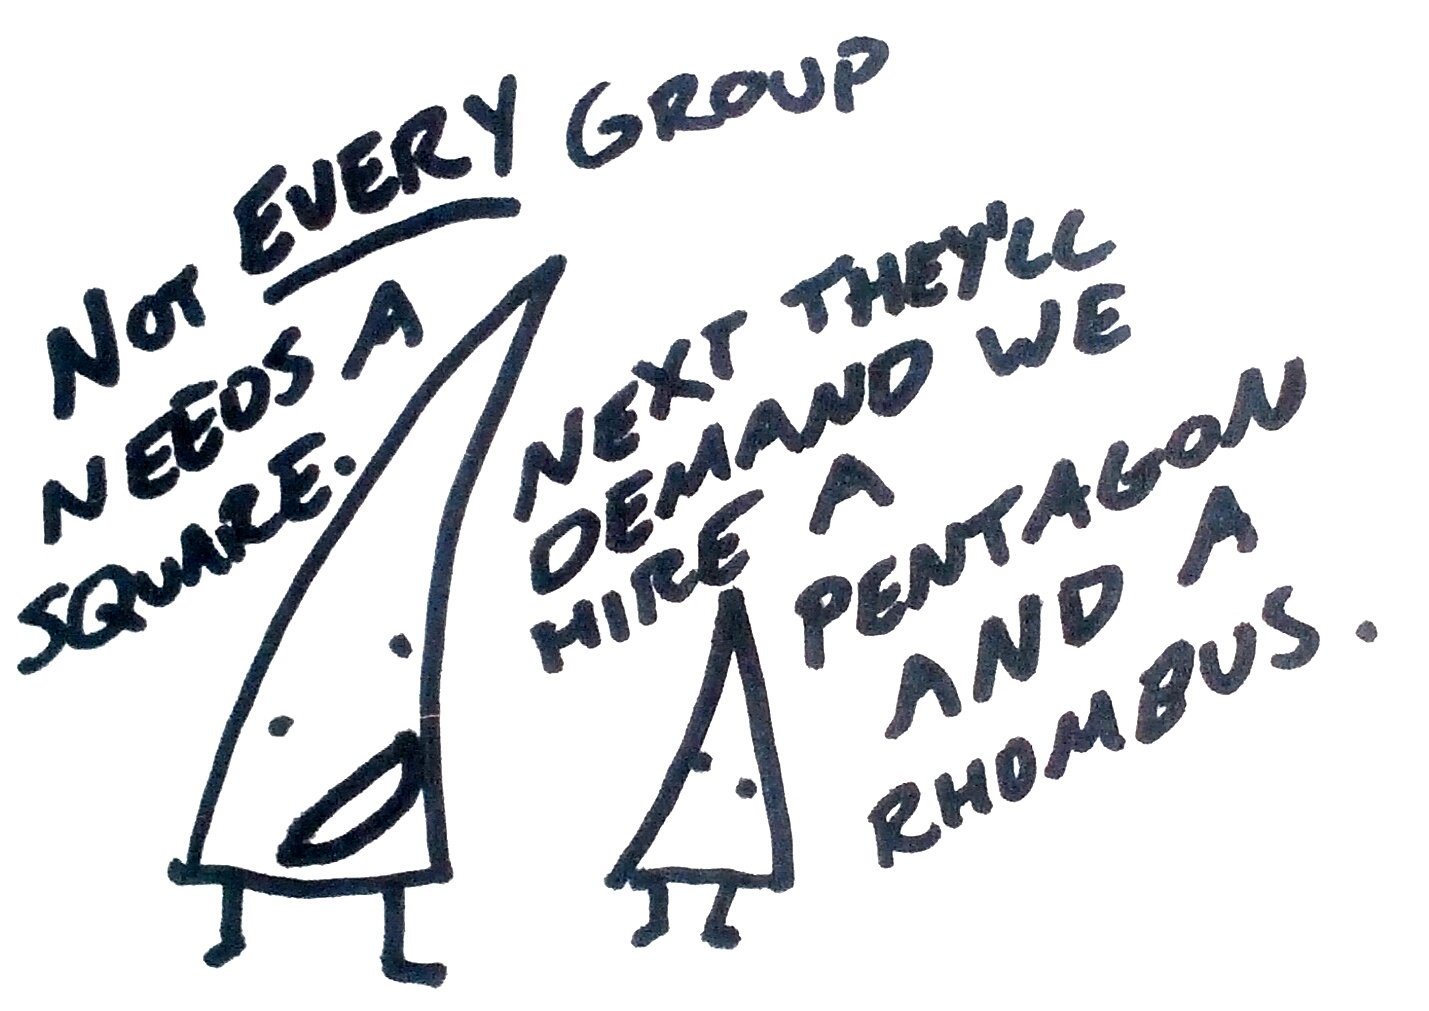 NOT EVERY GROUP
NEEDS A
SQUARE.
NEXT THEY'LL
DEMAND WE
HIRE A
PENTAGON
AND A
RHOMBUS.